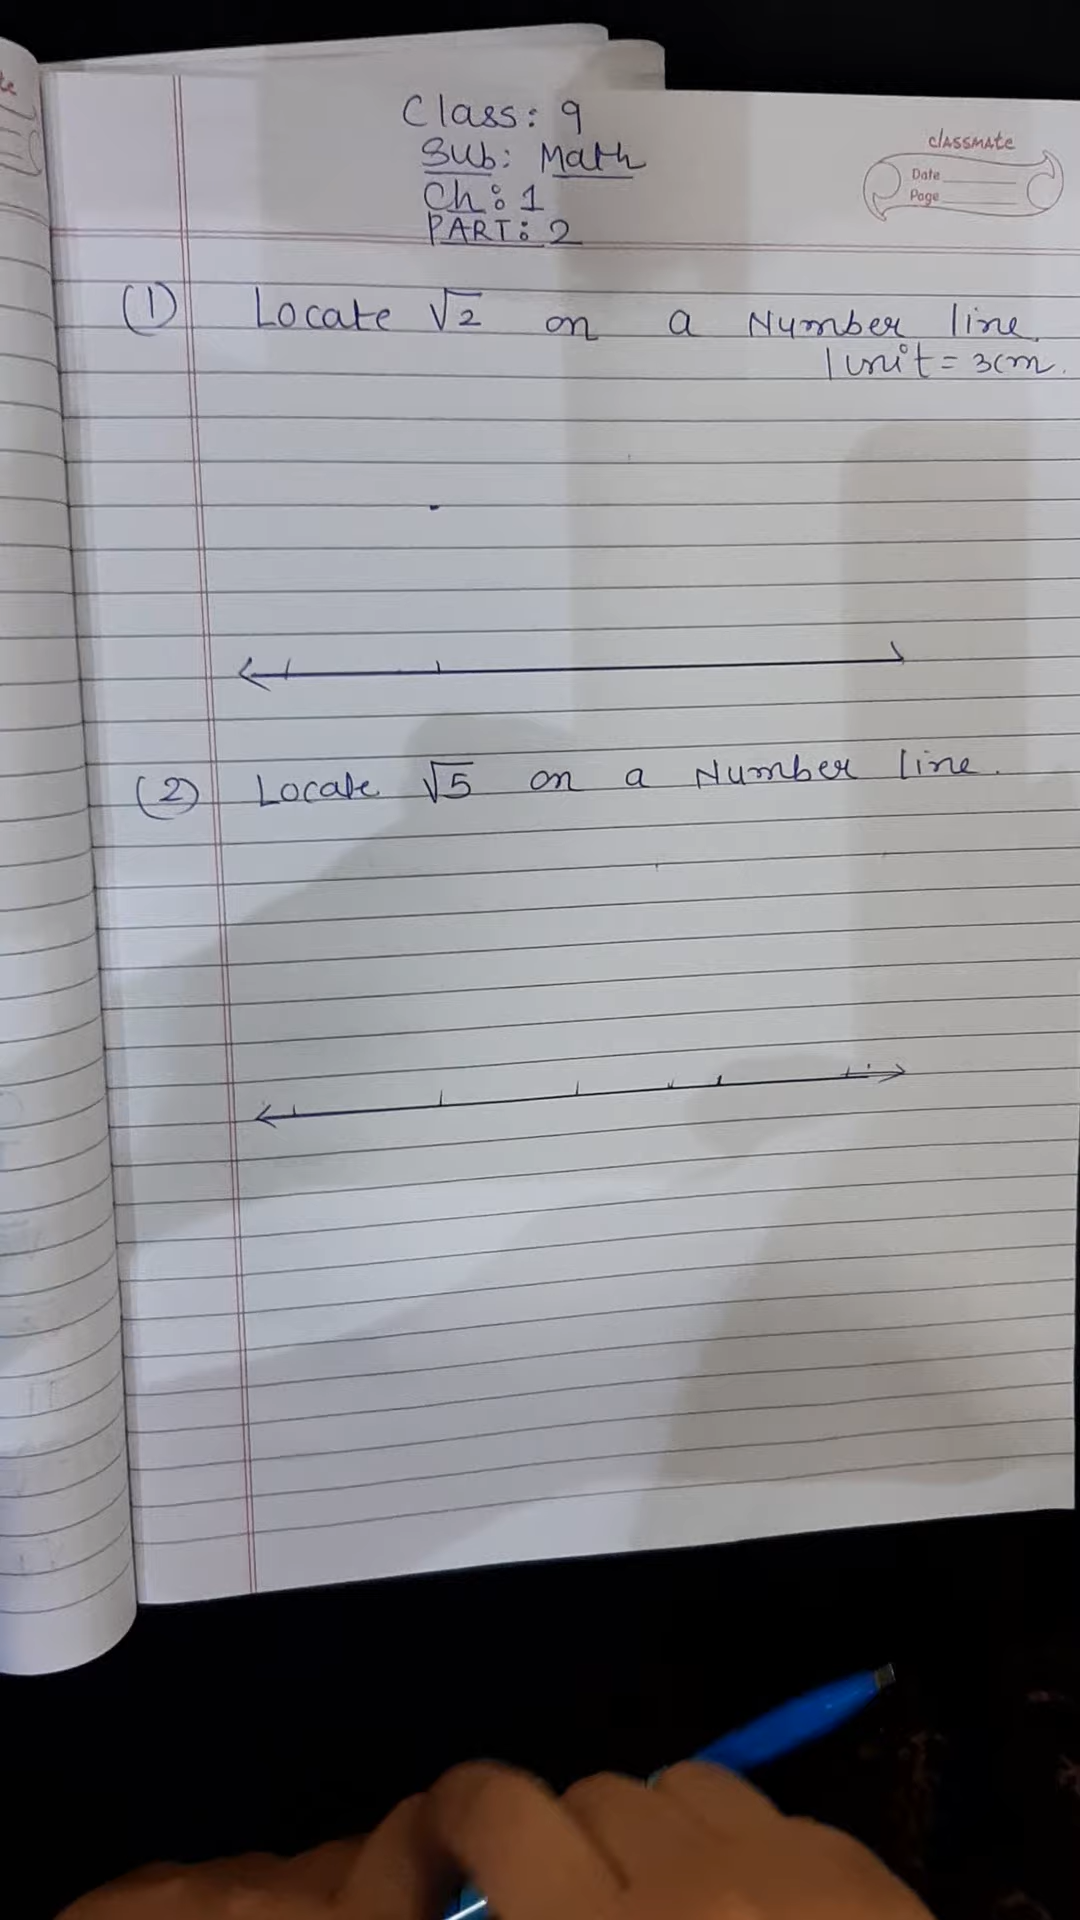 Class: 9
Sub: Math
Ch: 1
PART: 2
classmate
Date
Page
(1) Locate √2 on a Number line.
1 unit = 3cm.
(2) Locate √5 on a Number line.